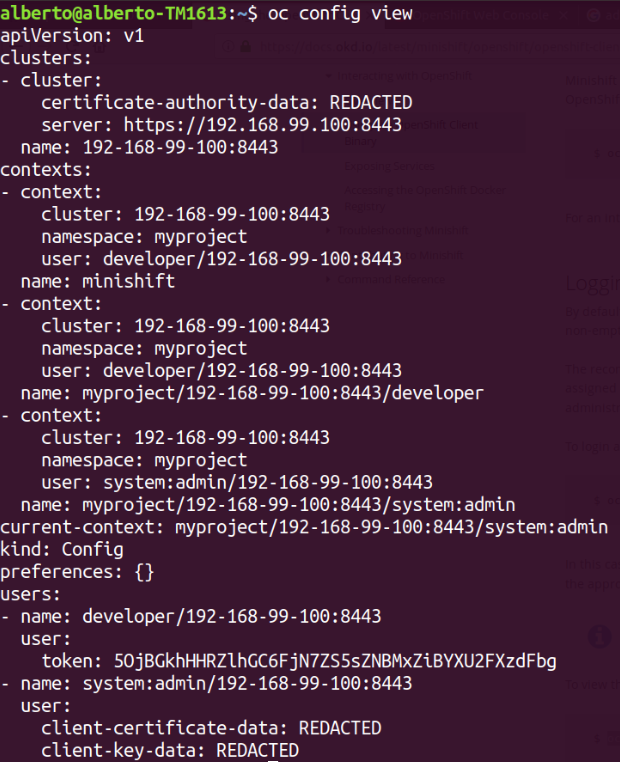 alberto@alberto-TM1613:~$ oc config view
apiVersion: v1
clusters:
- cluster:
    certificate-authority-data: REDACTED
    server: https://192.168.99.100:8443
  name: 192-168-99-100:8443
contexts:
- context:
    cluster: 192-168-99-100:8443
    namespace: myproject
    user: developer/192-168-99-100:8443
  name: minishift
- context:
    cluster: 192-168-99-100:8443
    namespace: myproject
    user: developer/192-168-99-100:8443
  name: myproject/192-168-99-100:8443/developer
- context:
    cluster: 192-168-99-100:8443
    namespace: myproject
    user: system:admin/192-168-99-100:8443
  name: myproject/192-168-99-100:8443/system:admin
current-context: myproject/192-168-99-100:8443/system:admin
kind: Config
preferences: {}
users:
- name: developer/192-168-99-100:8443
  user:
    token: 5OjBGkhHHRZlhGC6FjN7ZS5sZNBMxZiBYXU2FXzdFbg
- name: system:admin/192-168-99-100:8443
  user:
    client-certificate-data: REDACTED
    client-key-data: REDACTED